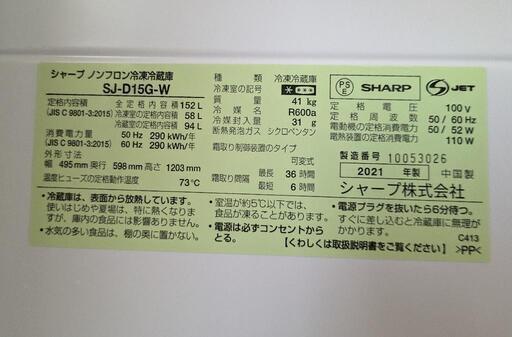 シャープ ノンフロン冷凍冷蔵庫
SJ-D15G-W
定格内容積 全定格内容積 152 L
(JIS C 9801-3:2015) 冷凍室の定格内容積 58 L
冷蔵室の定格内容積 94 L
消費電力量 50 Hz 290 kWh/年
(JIS C 9801-3:2015) 60 Hz 290 kWh/年
外形寸法
幅 495 mm 奥行 598 mm 高さ 1203 mm
温度ヒューズの定格動作温度 73℃
種類 冷凍冷蔵庫
冷凍室の記号
質量 41 kg
冷媒名 R600a
冷媒封入量 31 g
断熱発泡ガス シクロペンタン
霜取り制御装置のタイプ
霜取り間隔 可変形
最長 36 時間
最短 6 時間
PS
E
SHARP
S JET
定格電圧 100 V
定格周波数 50 / 60 Hz
電動機の定格消費電力 50 / 52 W
電熱装置の定格消費電力 110 W
製造番号 10053026
2021 年製 中国製
シャープ株式会社
・冷蔵庫は、表面から放熱しています。
使いはじめや夏場は、特に熱く感じられます
が、庫内の食品に影響はありません。
・水気の多い食品は、棚の奥に置かない。
・室温が約5℃以下では、
食品が凍ることがあります。
・電源は必ずコンセントから
とる。
・電源プラグを抜いたら6分待つ。
すぐに差し込むと冷蔵庫に無理が
かかります。
【くわしくは取扱説明書をご覧ください】
C413
>PP<